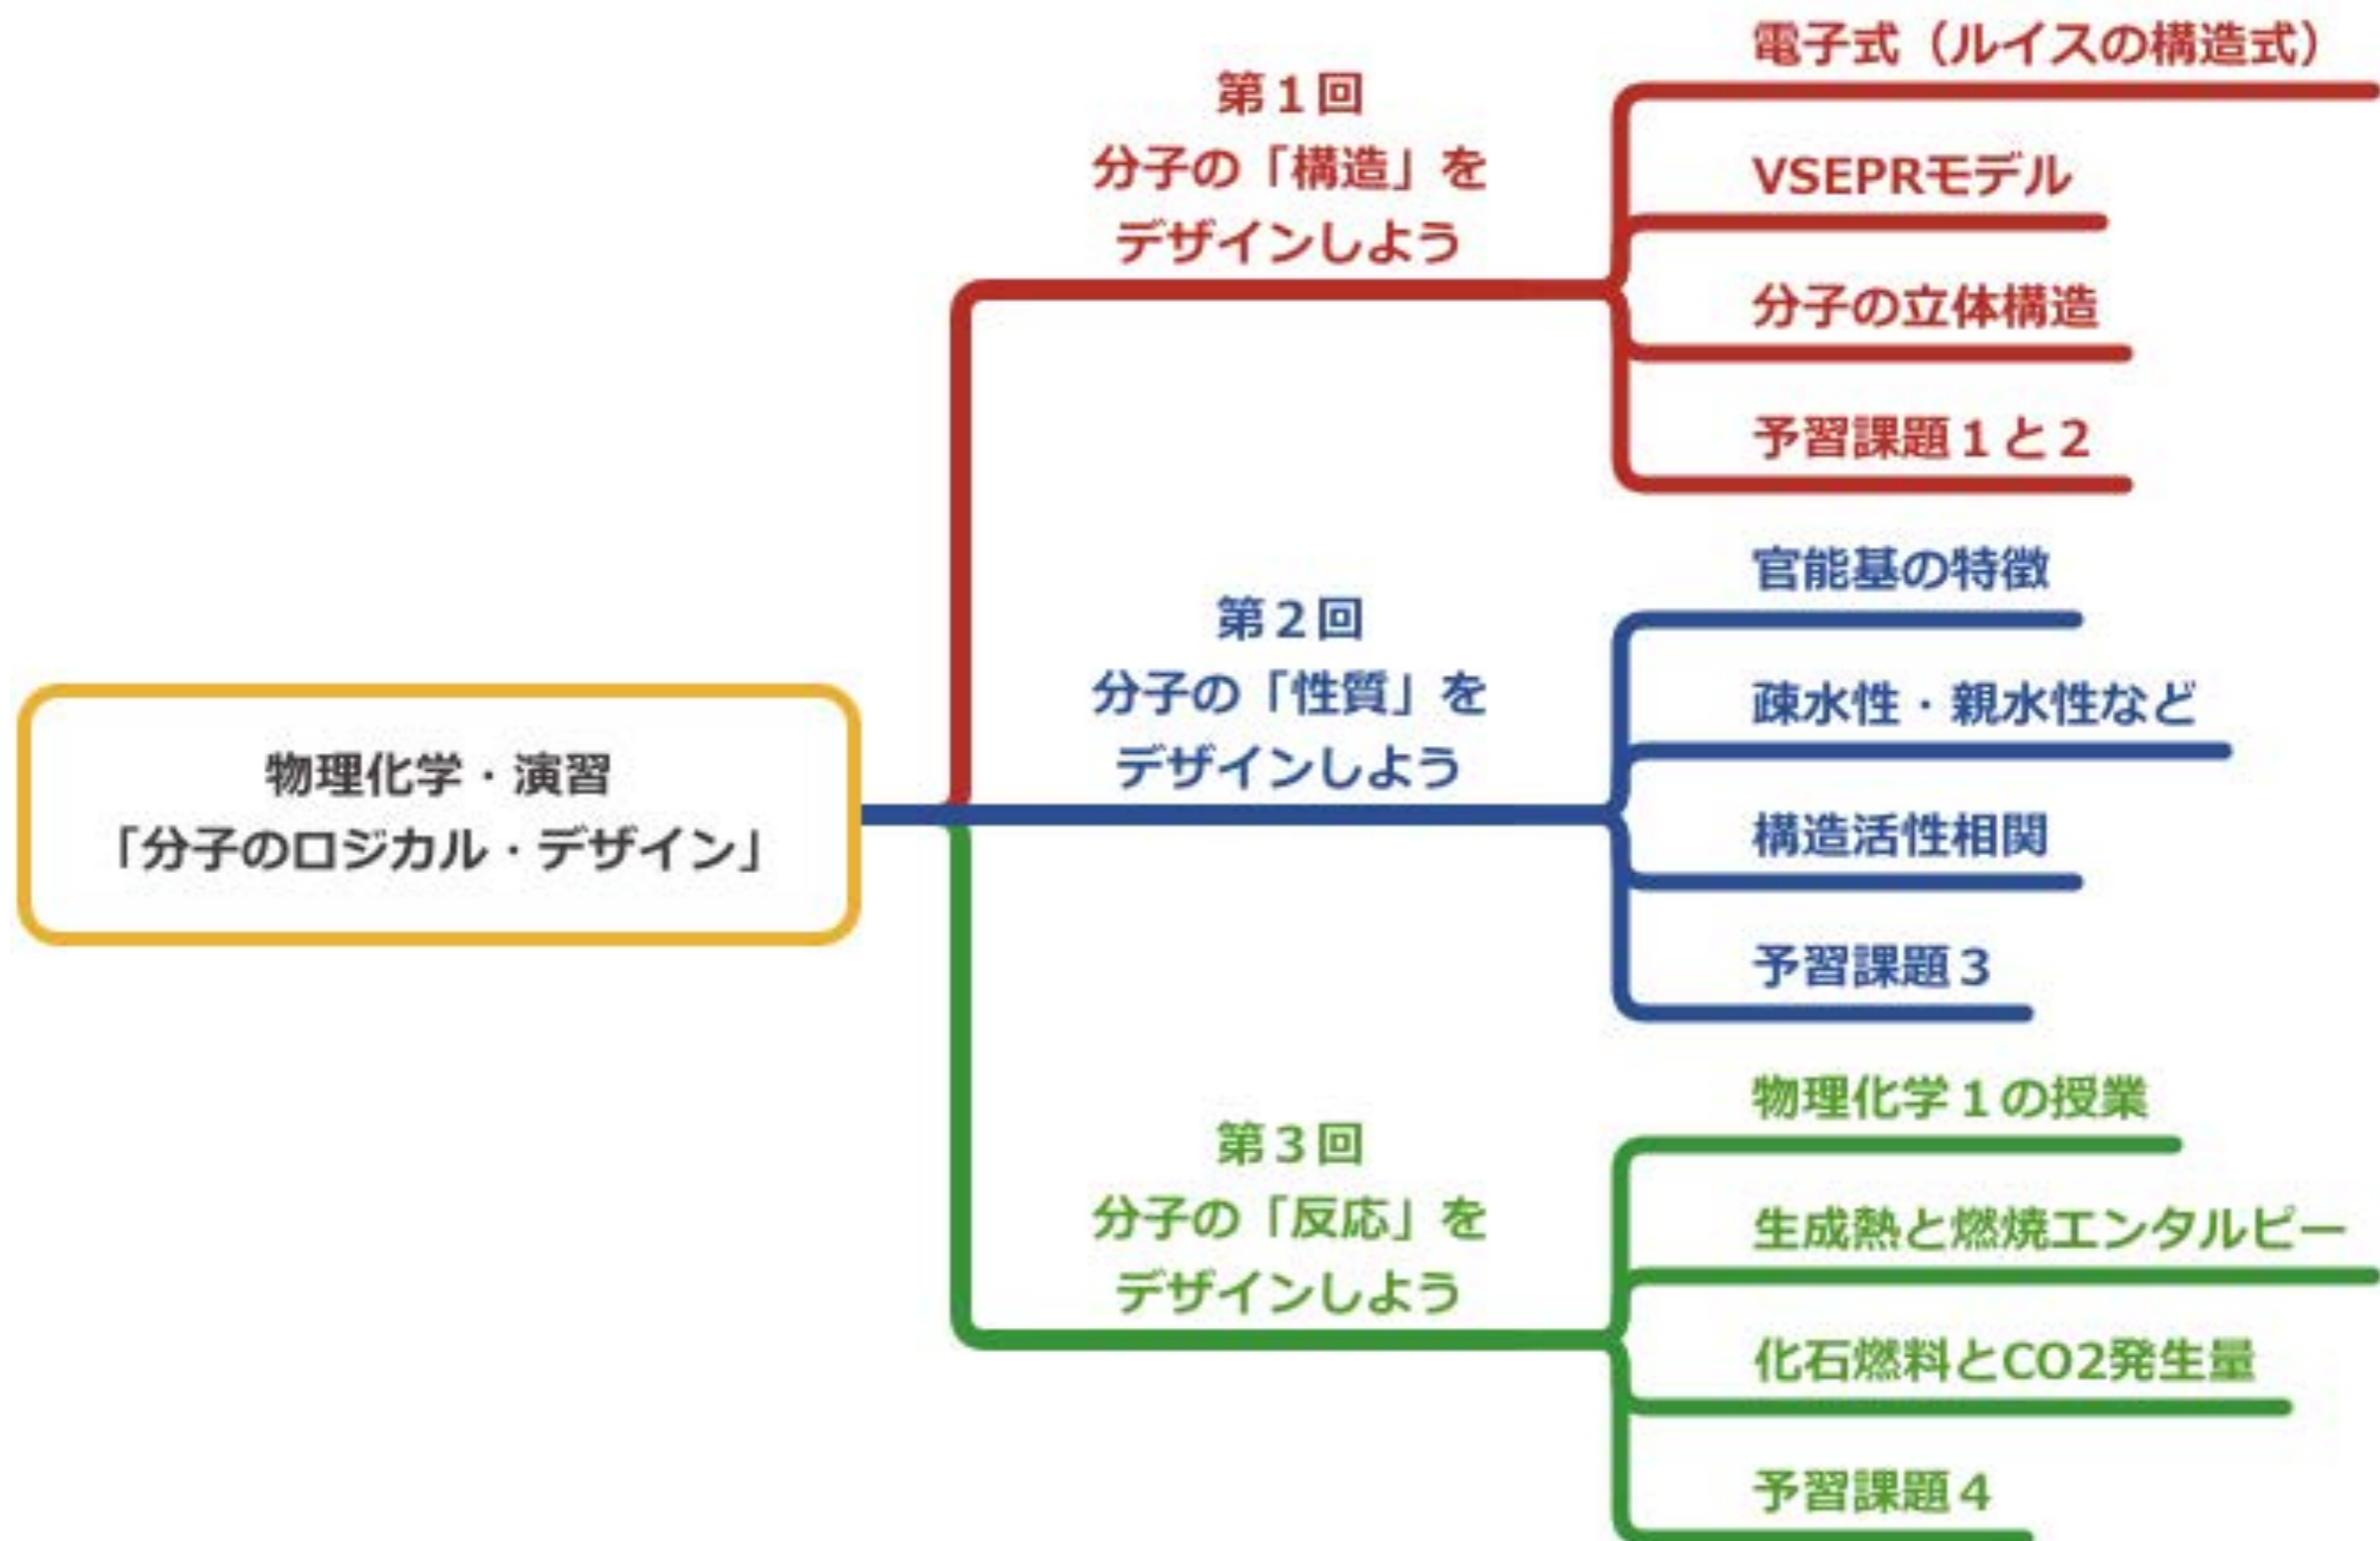 物理化学・演習
「分子のロジカル・デザイン」
第１回
分子の「構造」を
デザインしよう
電子式（ルイスの構造式）
VSEPRモデル
分子の立体構造
予習課題１と２
第２回
分子の「性質」を
デザインしよう
官能基の特徴
疎水性・親水性など
構造活性相関
予習課題３
第３回
分子の「反応」を
デザインしよう
物理化学１の授業
生成熱と燃焼エンタルピー
化石燃料とCO2発生量
予習課題４